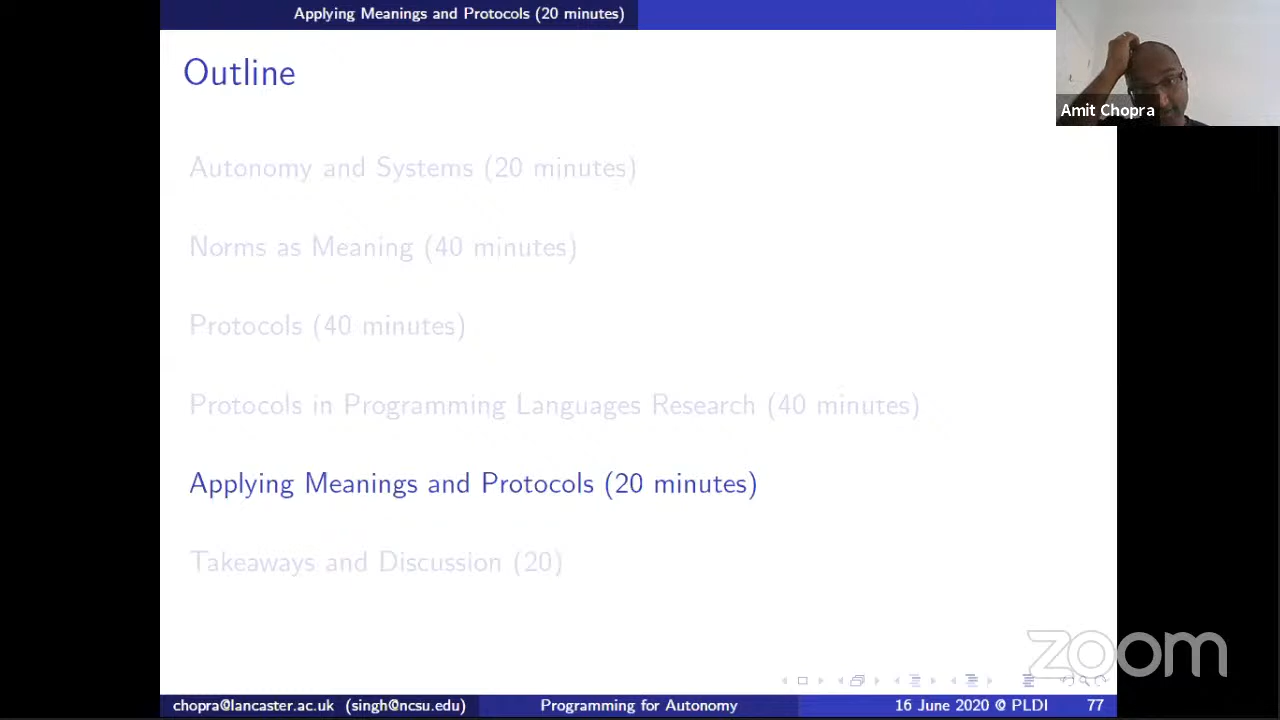 Applying Meanings and Protocols (20 minutes)
Outline
Amit Chopra
Autonomy and Systems (20 minutes)
Norms as Meaning (40 minutes)
Protocols (40 minutes)
Protocols in Programming Languages Research (40 minutes)
Applying Meanings and Protocols (20 minutes)
Takeaways and Discussion (20)
zoom
chopra@lancaster.ac.uk (singh@ncsu.edu) Programming for Autonomy 16 June 2020 @ PLDI 77